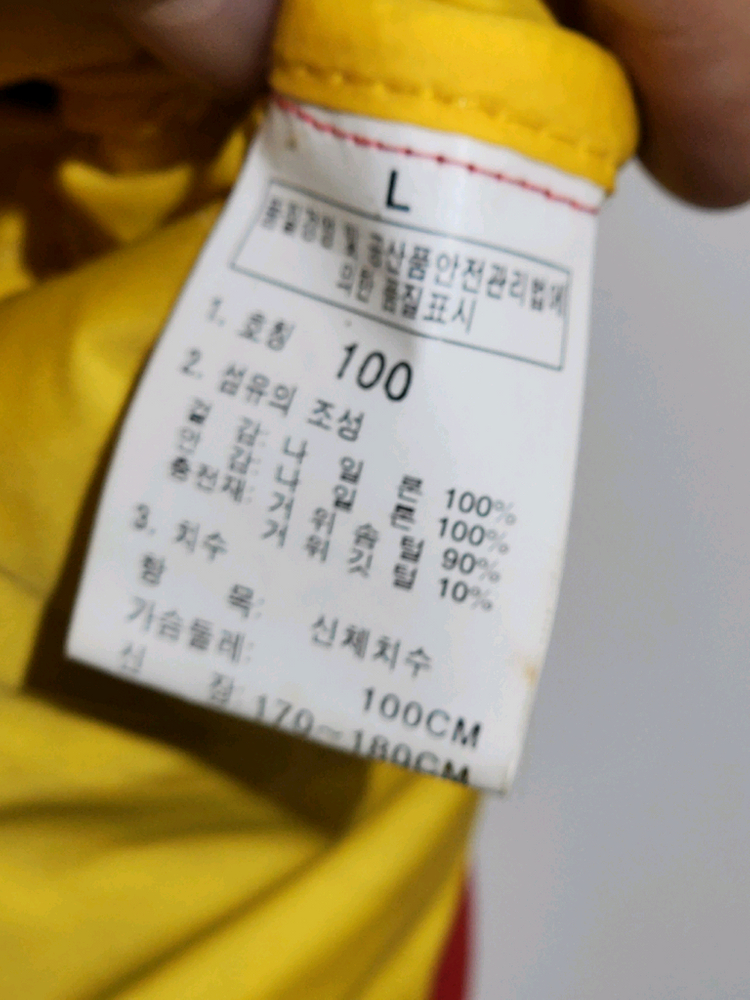 L
품질경영 및 공산품안전관리법에
의한 품질표시
1. 호칭 100
2. 섬유의 조성
겉 감: 나 일 론 100%
안 감: 나 일 론 100%
충전재: 거 위 솜 털 90%
거 위 깃 털 10%
3. 치수
항 목: 신체치수
가슴둘레: 100CM
신 장: 170~180CM